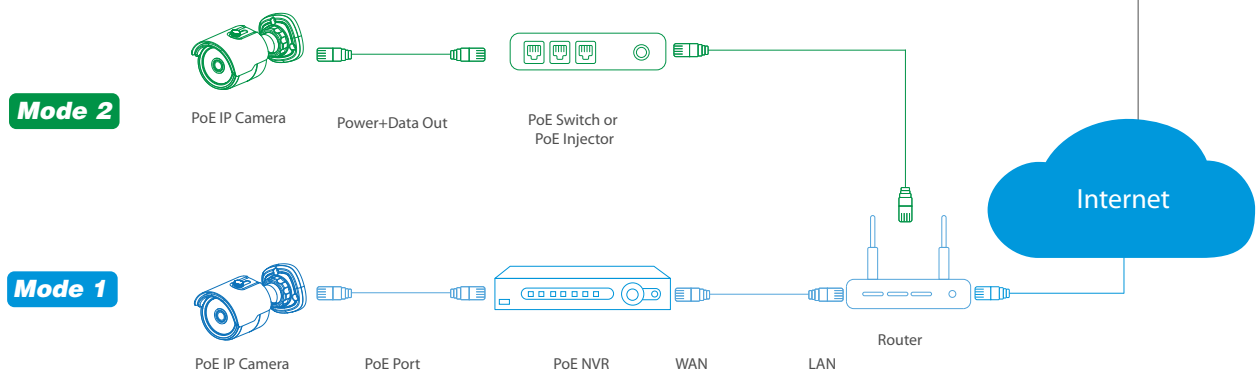 Mode 2
PoE IP Camera
Power+Data Out
PoE Switch or
PoE Injector
Internet
Mode 1
Router
PoE IP Camera
PoE Port
PoE NVR
WAN
LAN